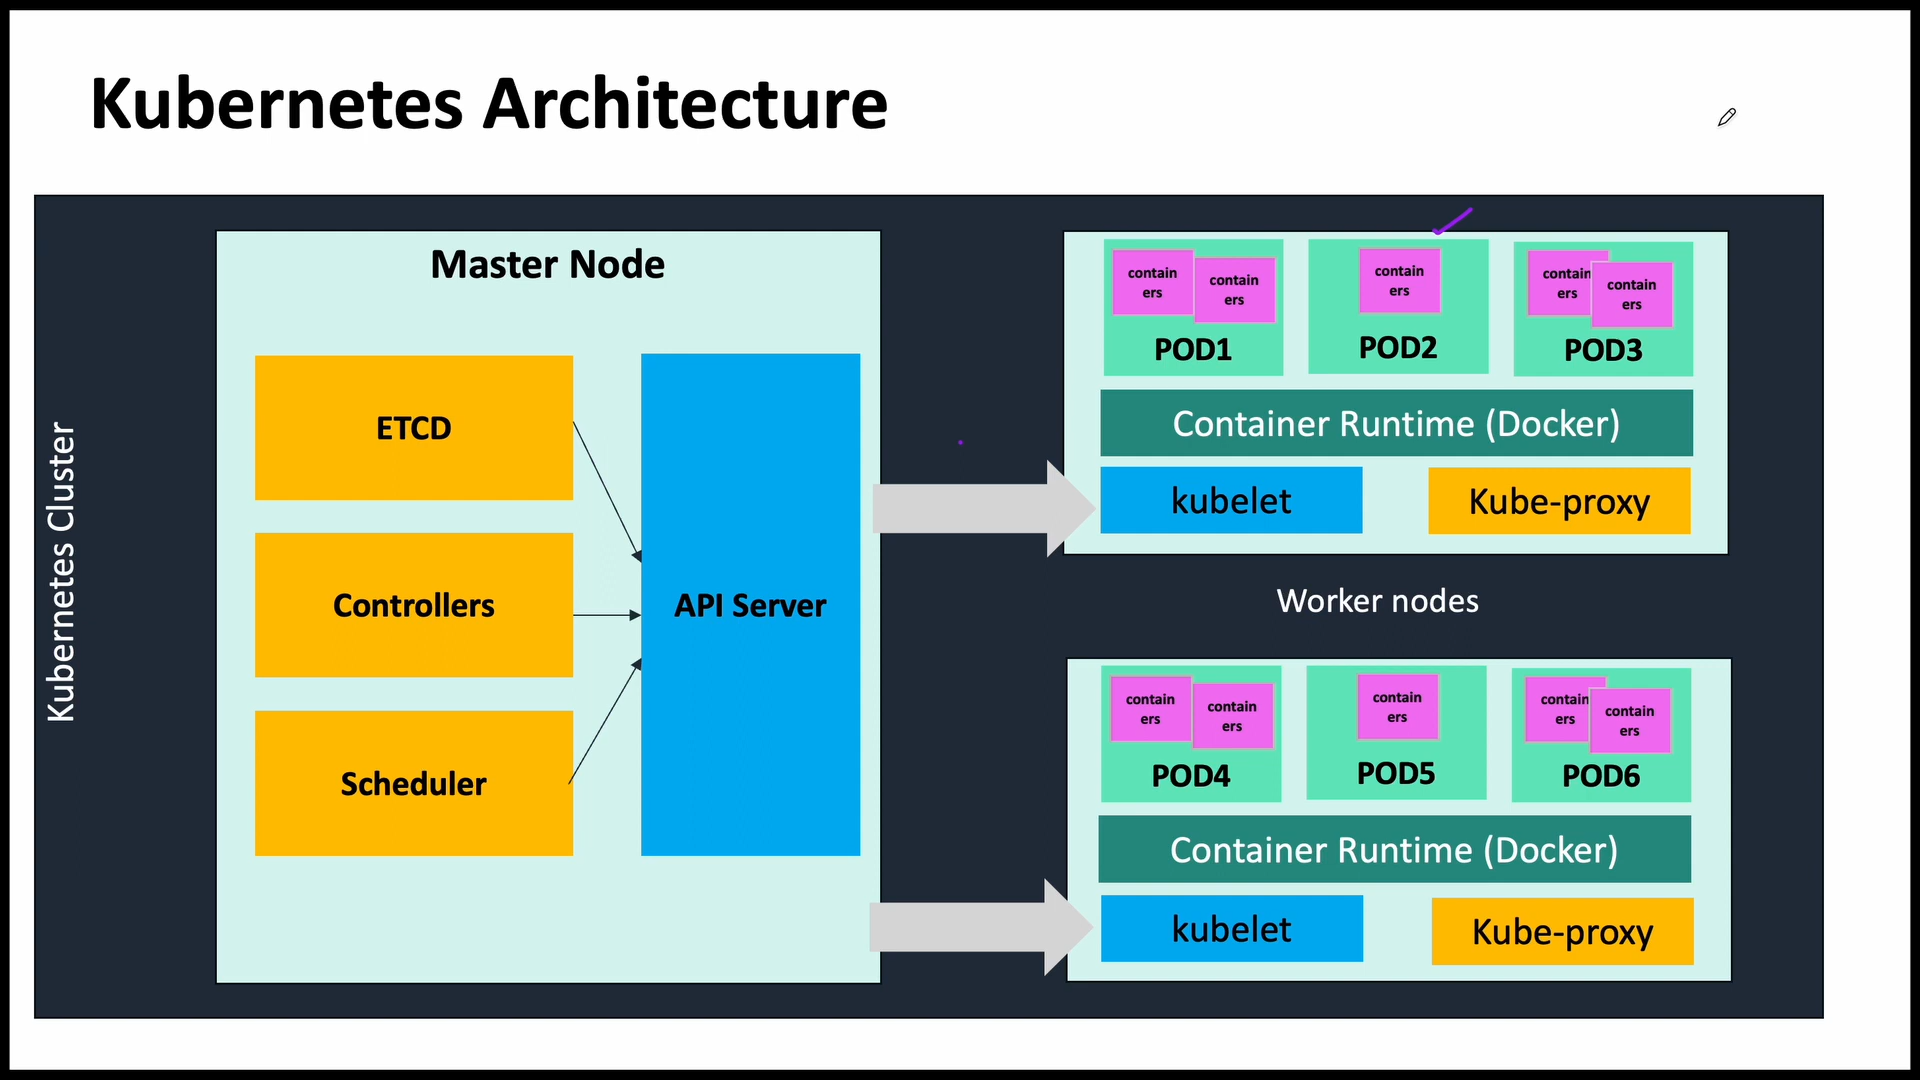 Kubernetes Architecture
Kubernetes Cluster
Master Node
ETCD
Controllers
Scheduler
API Server
contain
ers
contain
ers
POD1
contain
ers
POD2
contain
ers
contain
ers
POD3
Container Runtime (Docker)
kubelet
Kube-proxy
Worker nodes
contain
ers
contain
ers
POD4
contain
ers
POD5
contain
ers
contain
ers
POD6
Container Runtime (Docker)
kubelet
Kube-proxy